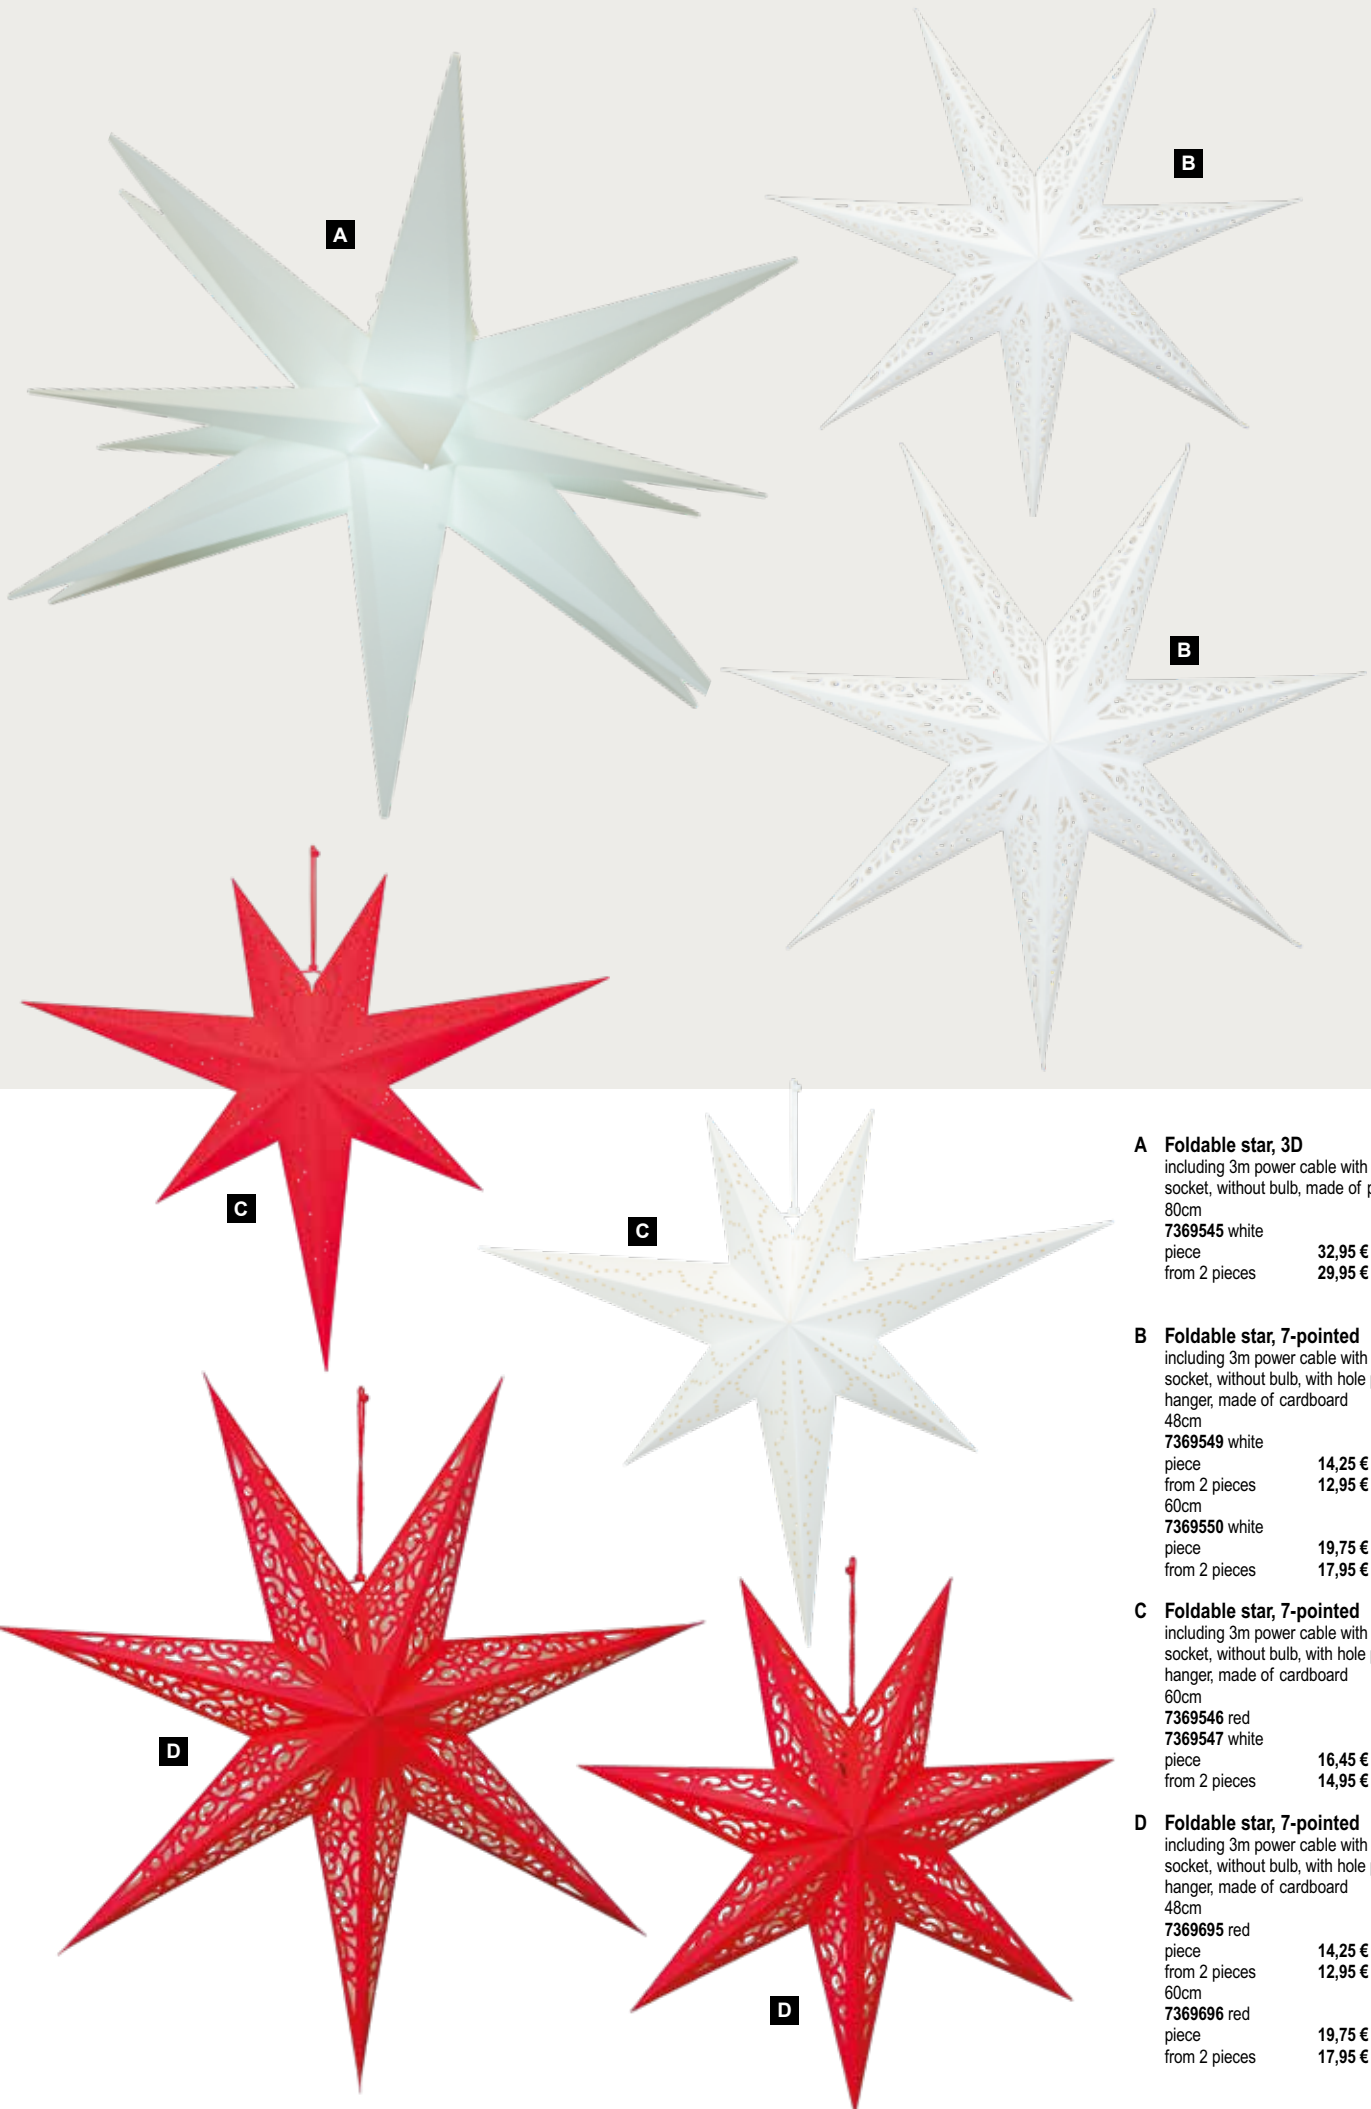 A
B
B
C
C
D
D
A Foldable star, 3D
including 3m power cable with
socket, without bulb, made of
80cm
7369545 white
piece 32,95 €
from 2 pieces 29,95 €
B Foldable star, 7-pointed
including 3m power cable with
socket, without bulb, with hole
hanger, made of cardboard
48cm
7369549 white
piece 14,25 €
from 2 pieces 12,95 €
60cm
7369550 white
piece 19,75 €
from 2 pieces 17,95 €
C Foldable star, 7-pointed
including 3m power cable with
socket, without bulb, with hole
hanger, made of cardboard
60cm
7369546 red
7369547 white
piece 16,45 €
from 2 pieces 14,95 €
D Foldable star, 7-pointed
including 3m power cable with
socket, without bulb, with hole
hanger, made of cardboard
48cm
7369695 red
piece 14,25 €
from 2 pieces 12,95 €
60cm
7369696 red
piece 19,75 €
from 2 pieces 17,95 €